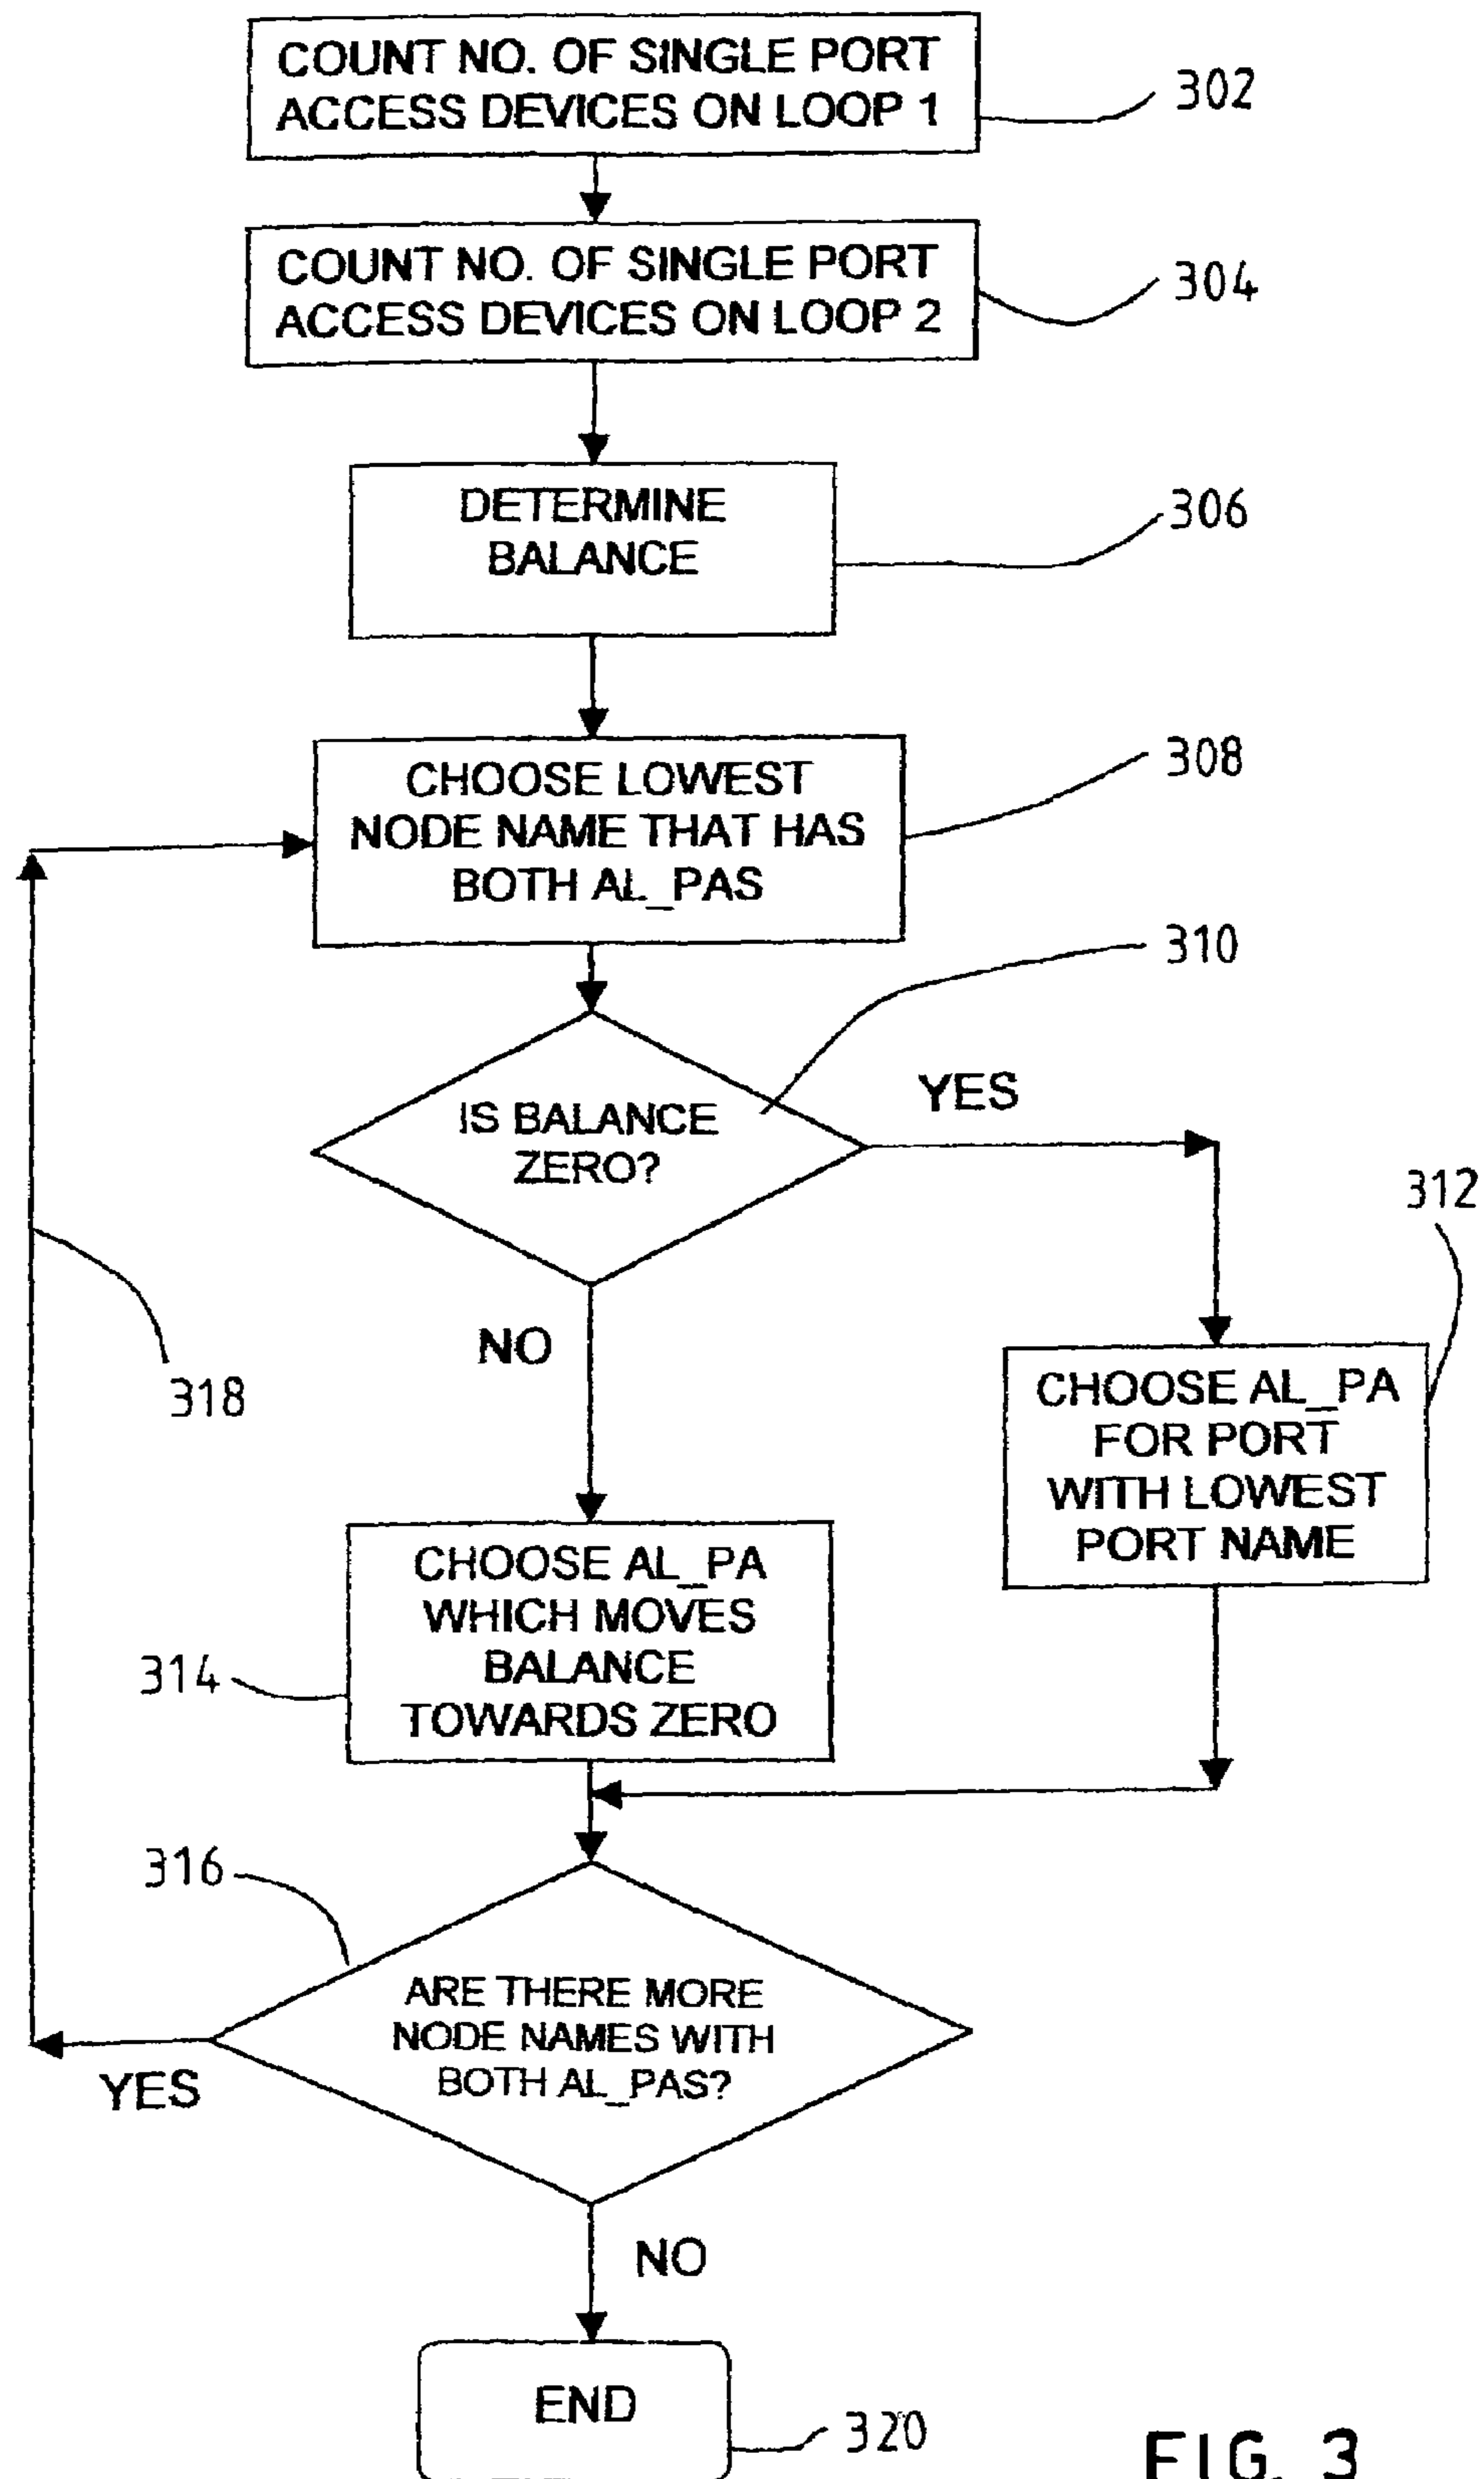 COUNT NO. OF SINGLE PORT
ACCESS DEVICES ON LOOP 1
302
COUNT NO. OF SINGLE PORT
ACCESS DEVICES ON LOOP 2
304
DETERMINE
BALANCE
306
CHOOSE LOWEST
NODE NAME THAT HAS
BOTH AL_PAS
308
310
IS BALANCE
ZERO?
YES
312
NO
318
CHOOSE AL_PA
FOR PORT
WITH LOWEST
PORT NAME
CHOOSE AL_PA
WHICH MOVES
BALANCE
TOWARDS ZERO
314
316
ARE THERE MORE
NODE NAMES WITH
BOTH AL_PAS?
YES
NO
END
320
FIG. 3